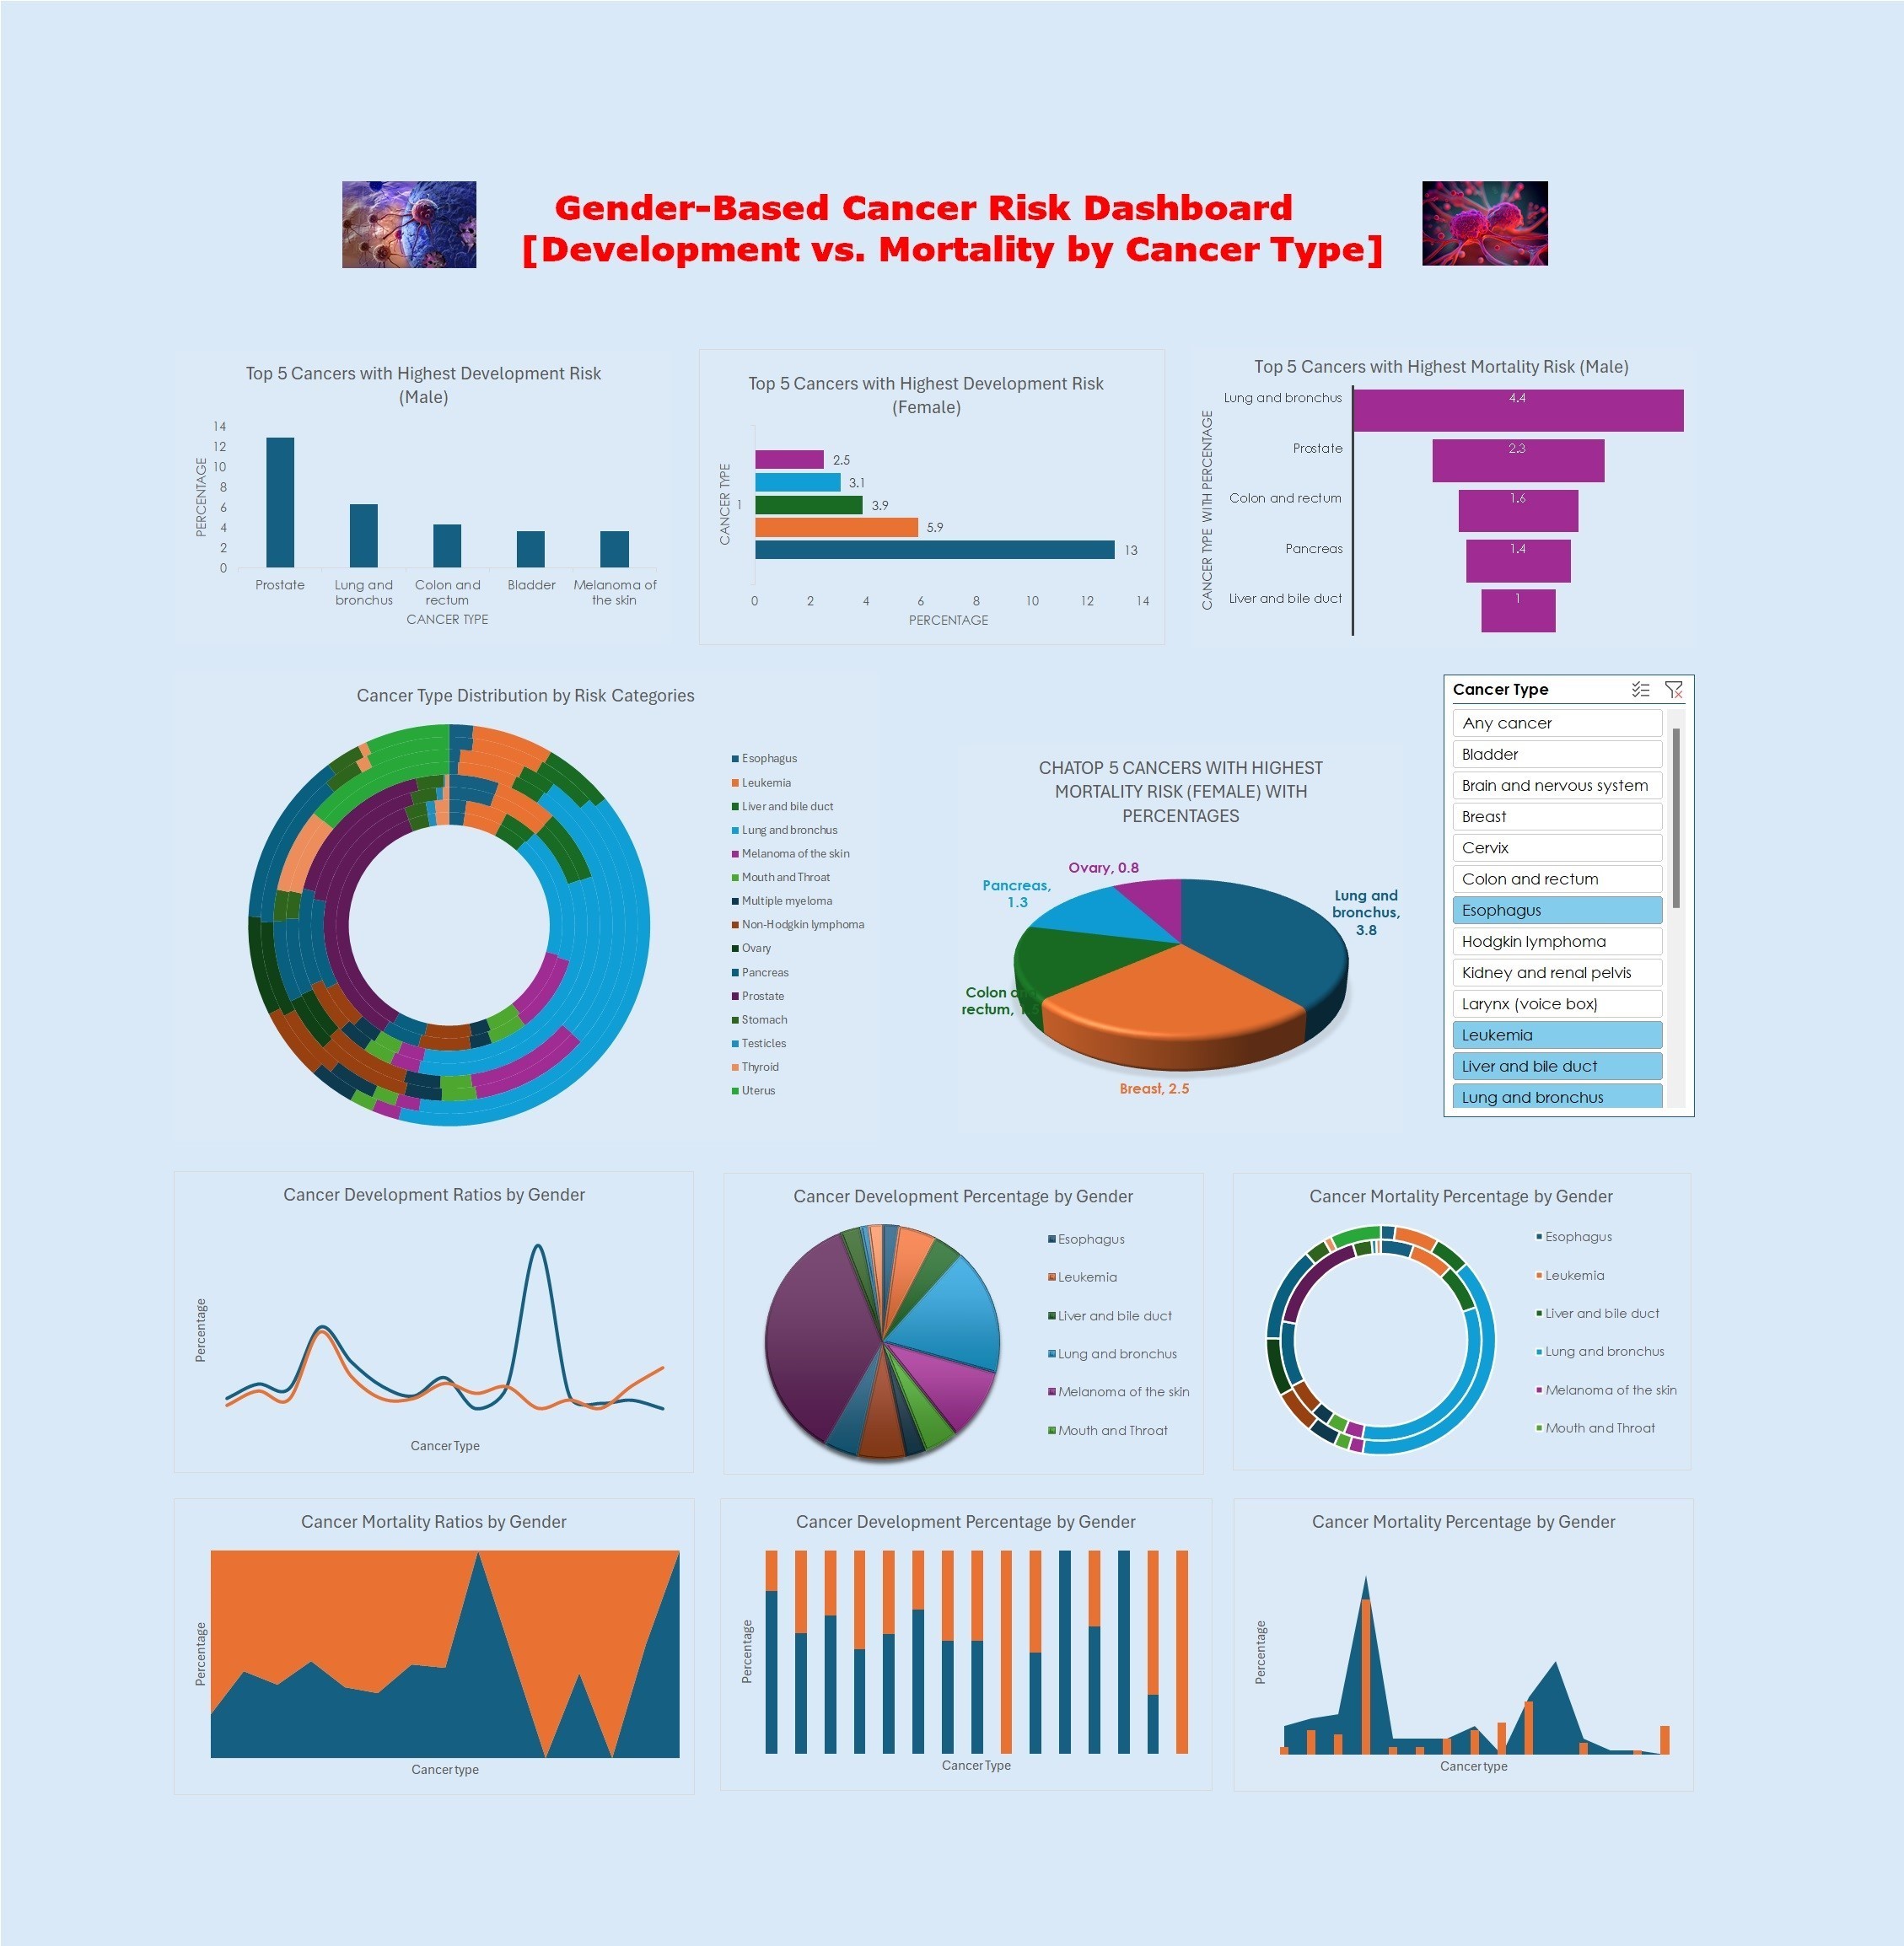 Gender-Based Cancer Risk Dashboard
[Development vs. Mortality by Cancer Type]
Top 5 Cancers with Highest Development Risk
(Male)
PERCENTAGE
14
12
10
8
6
4
2
0
Prostate
Lung and
bronchus
Colon and
rectum
Bladder
Melanoma of
the skin
CANCER TYPE
Top 5 Cancers with Highest Development Risk
(Female)
CANCER TYPE
1
2.5
3.1
3.9
5.9
13
0 2 4 6 8 10 12 14
PERCENTAGE
Top 5 Cancers with Highest Mortality Risk (Male)
CANCER TYPE WITH PERCENTAGE
Lung and bronchus 4.4
Prostate 2.3
Colon and rectum 1.6
Pancreas 1.4
Liver and bile duct 1
Cancer Type Distribution by Risk Categories
Esophagus
Leukemia
Liver and bile duct
Lung and bronchus
Melanoma of the skin
Mouth and Throat
Multiple myeloma
Non-Hodgkin lymphoma
Ovary
Pancreas
Prostate
Stomach
Testicles
Thyroid
Uterus
CHATOP 5 CANCERS WITH HIGHEST
MORTALITY RISK (FEMALE) WITH
PERCENTAGES
Ovary, 0.8
Pancreas,
1.3
Lung and
bronchus,
3.8
Colon
rectum,
Breast, 2.5
Cancer Type
Any cancer
Bladder
Brain and nervous system
Breast
Cervix
Colon and rectum
Esophagus
Hodgkin lymphoma
Kidney and renal pelvis
Larynx (voice box)
Leukemia
Liver and bile duct
Lung and bronchus
Cancer Development Ratios by Gender
Percentage
Cancer Type
Cancer Development Percentage by Gender
Esophagus
Leukemia
Liver and bile duct
Lung and bronchus
Melanoma of the skin
Mouth and Throat
Cancer Mortality Percentage by Gender
Esophagus
Leukemia
Liver and bile duct
Lung and bronchus
Melanoma of the skin
Mouth and Throat
Cancer Mortality Ratios by Gender
Percentage
Cancer type
Cancer Development Percentage by Gender
Percentage
Cancer Type
Cancer Mortality Percentage by Gender
Percentage
Cancer type